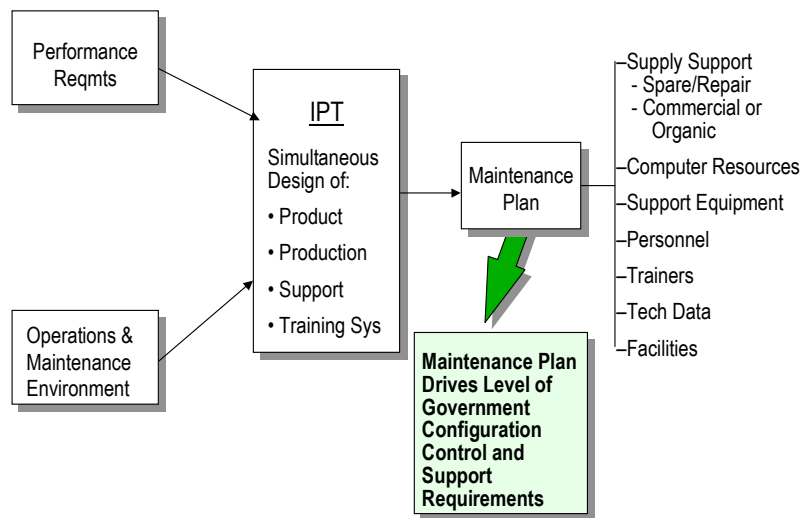 Performance
Reqmts
Operations &
Maintenance
Environment
IPT
Simultaneous
Design of:
• Product
• Production
• Support
• Training Sys
Maintenance
Plan
Maintenance Plan
Drives Level of
Government
Configuration
Control and
Support
Requirements
–Supply Support
- Spare/Repair
- Commercial or
Organic
–Computer Resources
–Support Equipment
–Personnel
–Trainers
–Tech Data
–Facilities